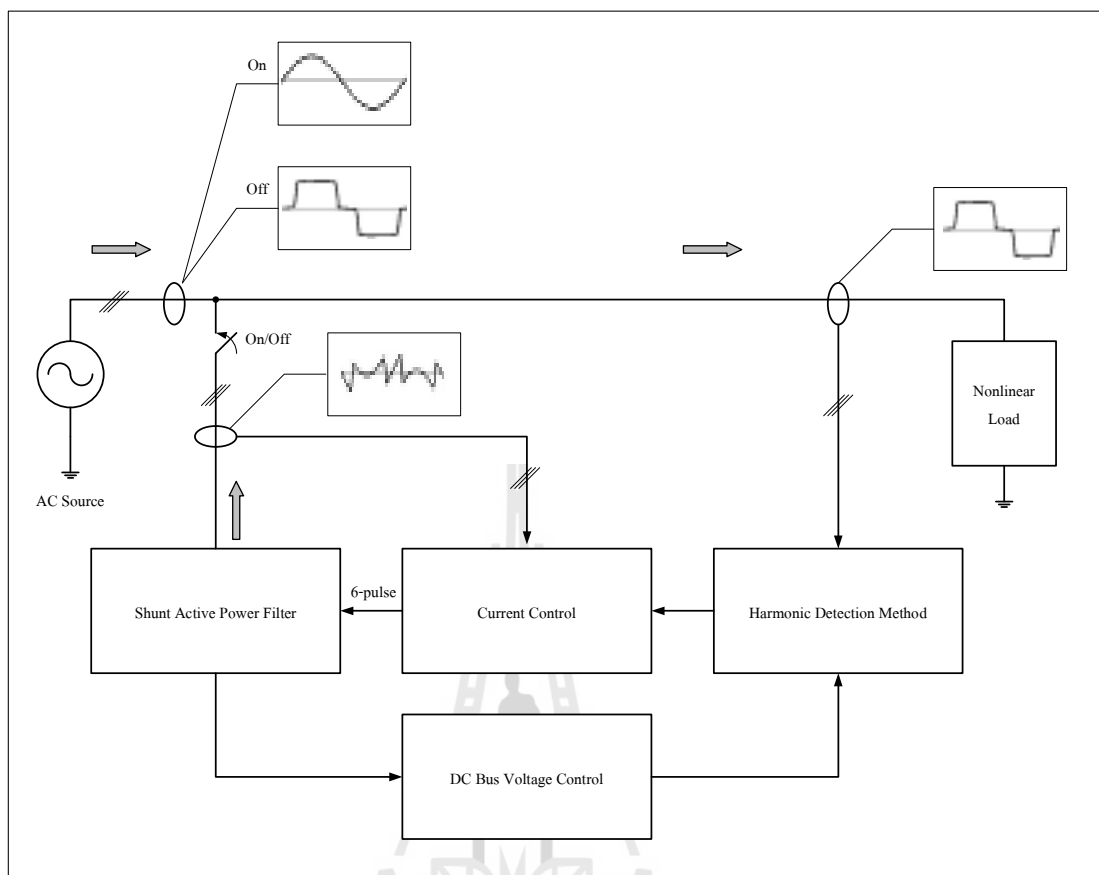 On
Off
On/Off
Nonlinear
Load
AC Source
Shunt Active Power Filter
6-pulse
Current Control
Harmonic Detection Method
DC Bus Voltage Control